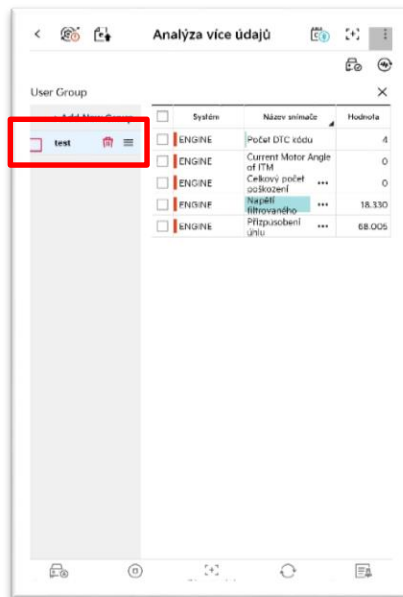 Analýza více údajů
User Group
Add New Group
Systém Název snímače Hodnota
test
ENGINE Počet DTC kódu 4
ENGINE Current Motor Angle of ITM 0
ENGINE Celkový počet poškození ••• 0
ENGINE Napětí filtrovaného ••• 18.330
ENGINE Přizpůsobení úhlu ••• 68.005